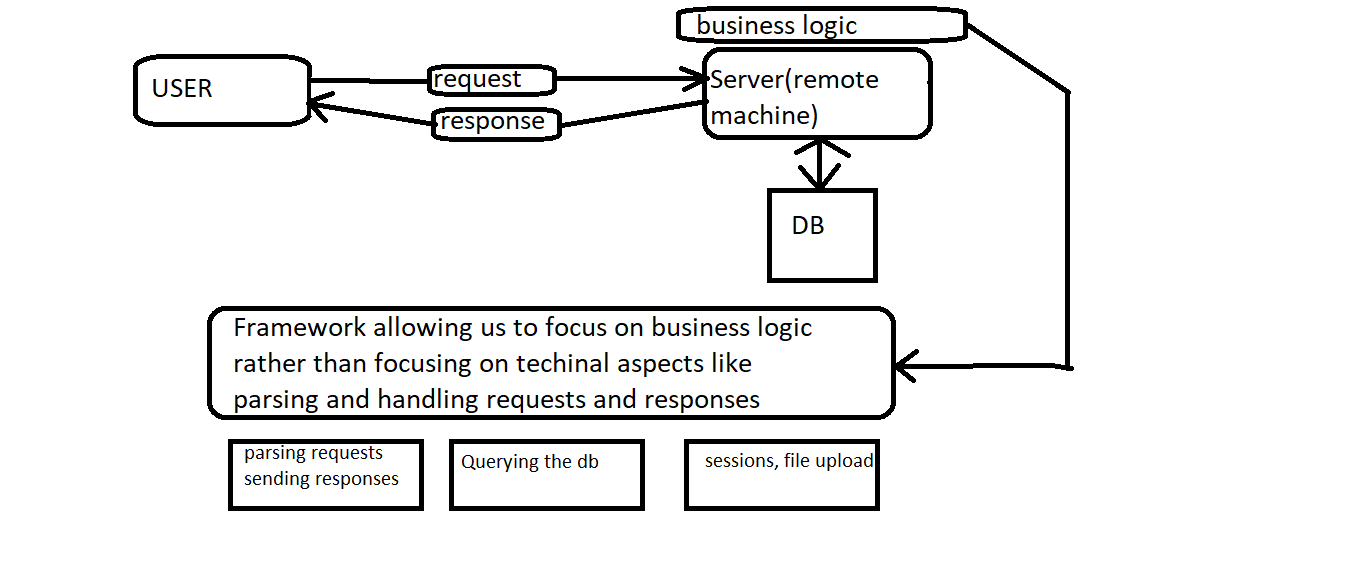 business logic
USER
request
Server(remote
machine)
response
DB
Framework allowing us to focus on business logic
rather than focusing on techinal aspects like
parsing and handling requests and responses
parsing requests
sending responses
Querying the db
sessions, file upload